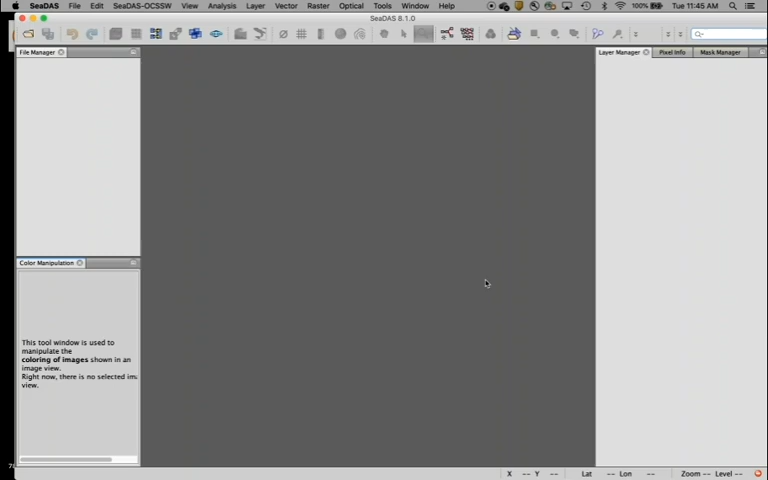 SeaDAS File Edit SeaDAS-OCSSW View Analysis Layer Vector Raster Optical Tools Window Help 100% Tue 11:45 AM
SeaDAS 8.1.0
File Manager
Layer Manager Pixel Info Mask Manager
Color Manipulation
This tool window is used to
manipulate the
coloring of images shown in an
image view.
Right now, there is no selected ima
view.
X -- Y -- Lat -- Lon -- Zoom -- Level --